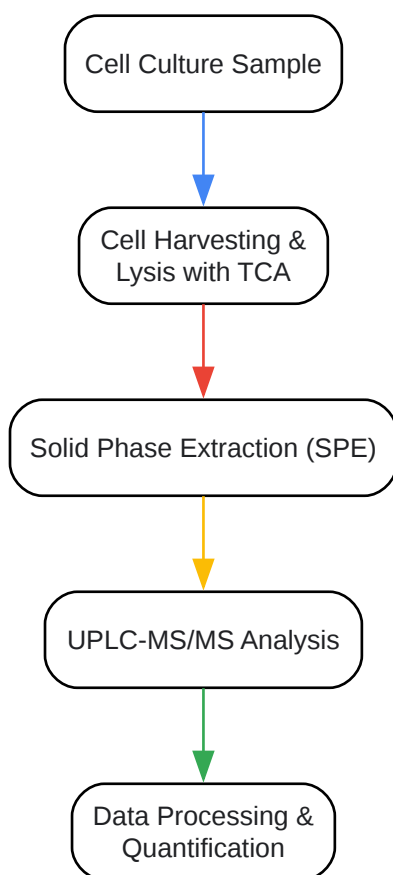 Cell Culture Sample
Cell Harvesting &
Lysis with TCA
Solid Phase Extraction (SPE)
UPLC-MS/MS Analysis
Data Processing &
Quantification